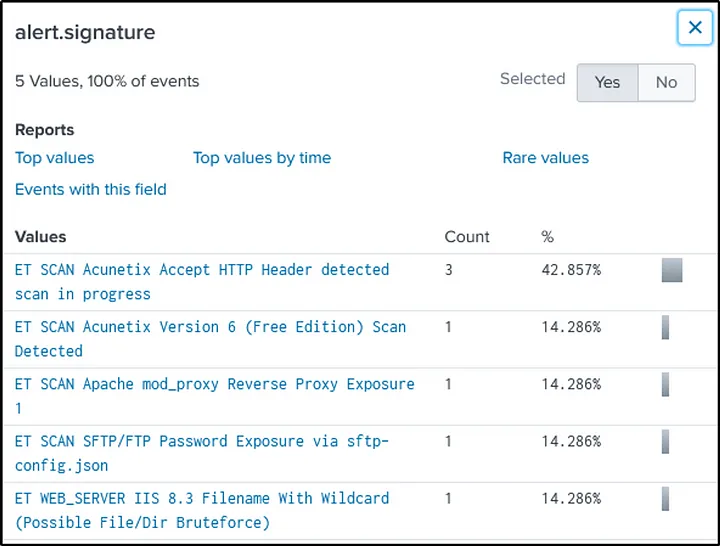 alert.signature
5 Values, 100% of events
Selected Yes No
Reports
Top values Top values by time Rare values
Events with this field
Values Count %
ET SCAN Acunetix Accept HTTP Header detected 3 42.857%
scan in progress
ET SCAN Acunetix Version 6 (Free Edition) Scan 1 14.286%
Detected
ET SCAN Apache mod_proxy Reverse Proxy Exposure 1 14.286%
1
ET SCAN SFTP/FTP Password Exposure via sftp- 1 14.286%
config.json
ET WEB_SERVER IIS 8.3 Filename With Wildcard 1 14.286%
(Possible File/Dir Bruteforce)